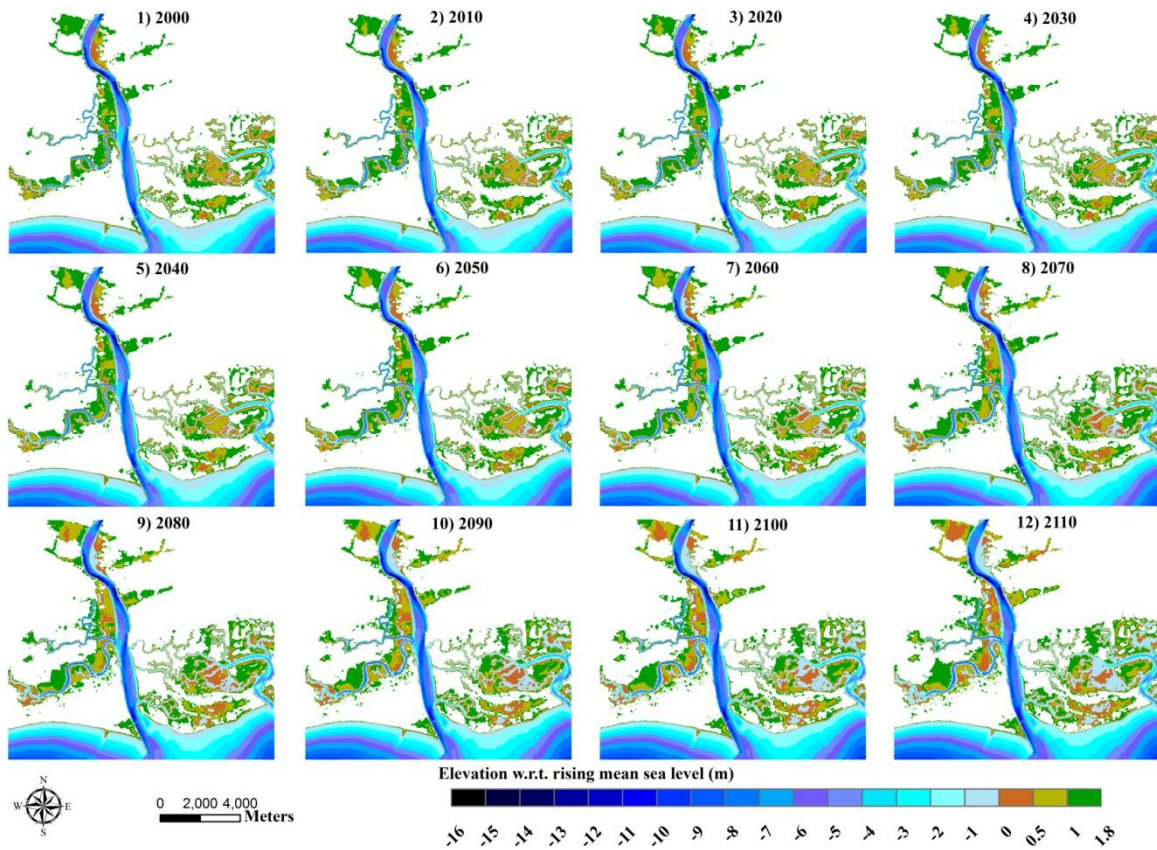 1) 2000
2) 2010
3) 2020
4) 2030
5) 2040
6) 2050
7) 2060
8) 2070
9) 2080
10) 2090
11) 2100
12) 2110
N
W E
S
0 2,000 4,000
Meters
Elevation w.r.t. rising mean sea level (m)
-16 -15 -14 -13 -12 -11 -10 -9 -8 -7 -6 -5 -4 -3 -2 -1 0 0.5 1 1.8